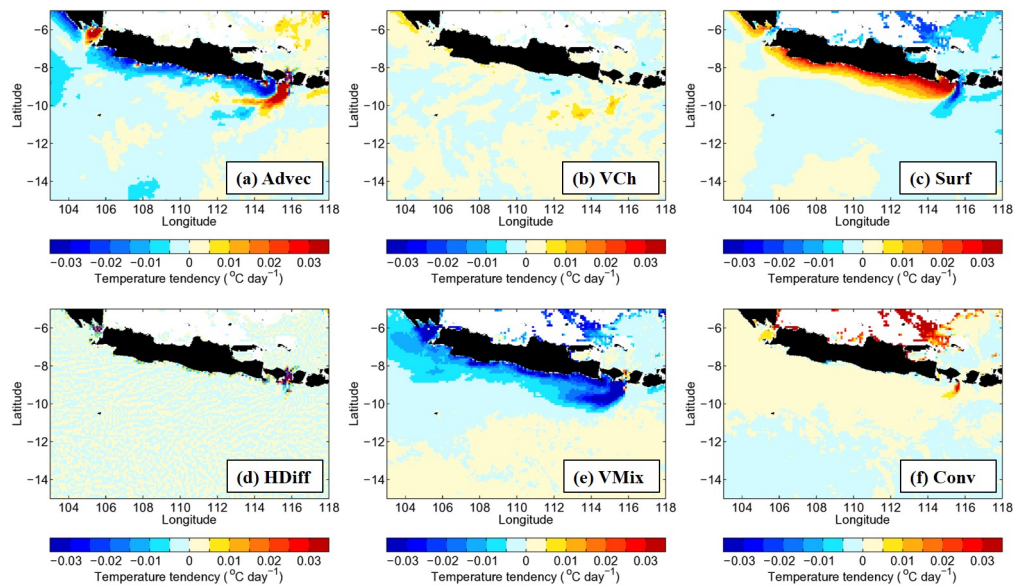 −6
−8
−10
−12
−14
Latitude
(a) Advec
104 106 108 110 112 114 116 118
Longitude
−0.03 −0.02 −0.01 0 0.01 0.02 0.03
Temperature tendency (°C day⁻¹)
−6
−8
−10
−12
−14
Latitude
(b) VCh
104 106 108 110 112 114 116 118
Longitude
−0.03 −0.02 −0.01 0 0.01 0.02 0.03
Temperature tendency (°C day⁻¹)
−6
−8
−10
−12
−14
Latitude
(c) Surf
104 106 108 110 112 114 116 118
Longitude
−0.03 −0.02 −0.01 0 0.01 0.02 0.03
Temperature tendency (°C day⁻¹)
−6
−8
−10
−12
−14
Latitude
(d) HDiff
104 106 108 110 112 114 116 118
Longitude
−0.03 −0.02 −0.01 0 0.01 0.02 0.03
Temperature tendency (°C day⁻¹)
−6
−8
−10
−12
−14
Latitude
(e) VMix
104 106 108 110 112 114 116 118
Longitude
−0.03 −0.02 −0.01 0 0.01 0.02 0.03
Temperature tendency (°C day⁻¹)
−6
−8
−10
−12
−14
Latitude
(f) Conv
104 106 108 110 112 114 116 118
Longitude
−0.03 −0.02 −0.01 0 0.01 0.02 0.03
Temperature tendency (°C day⁻¹)